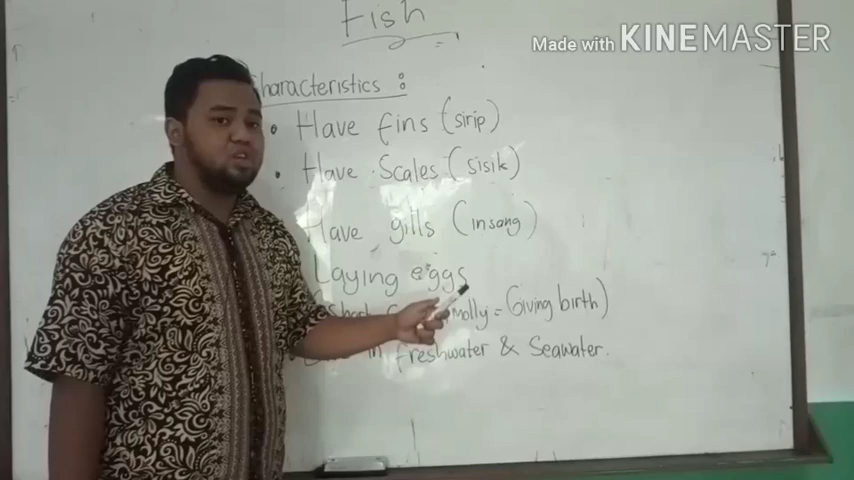 Fish
Made with KINEMASTER
Characteristics :
• Have fins (sirip)
• Have Scales (sisik)
Have gills (insang)
Laying eggs
molly = Giving birth)
in freshwater & Seawater.